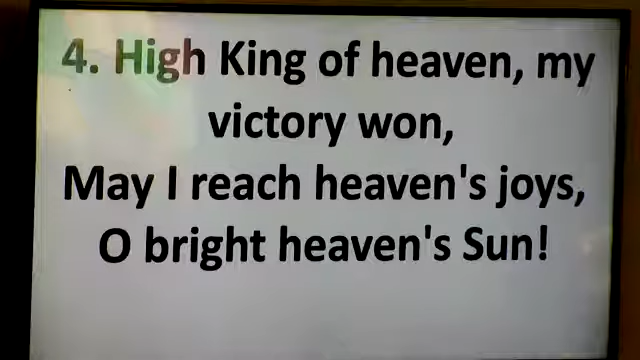 4. High King of heaven, my
victory won,
May I reach heaven's joys,
O bright heaven's Sun!